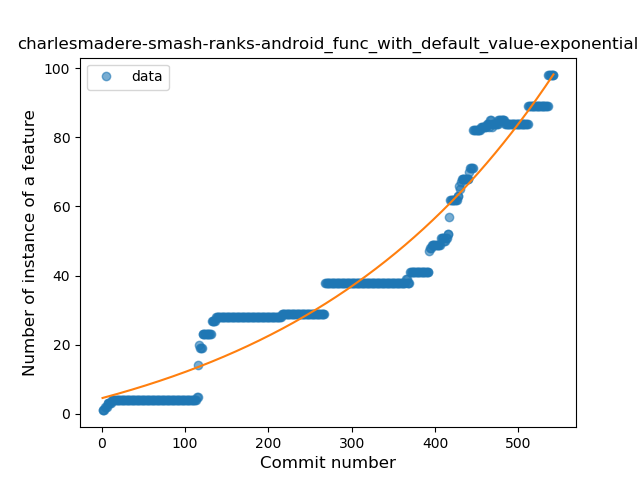 charlesmadere-smash-ranks-android_func_with_default_value-exponential
data
Number of instance of a feature
100
80
60
40
20
0
0 100 200 300 400 500
Commit number